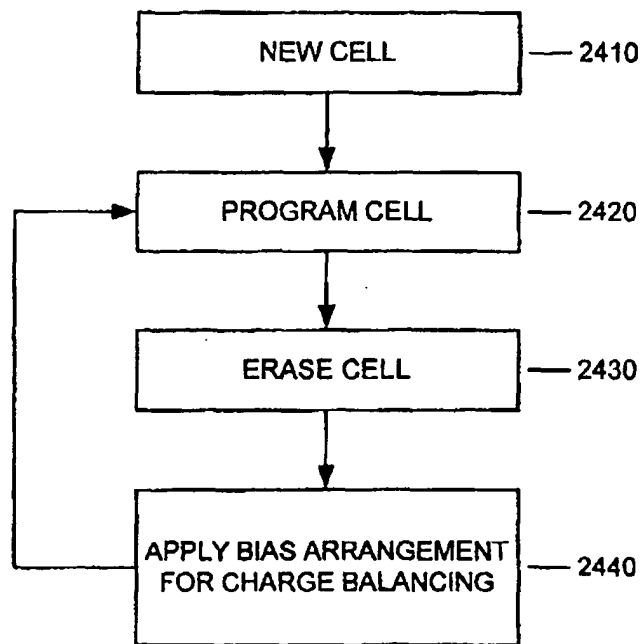 NEW CELL 2410
PROGRAM CELL 2420
ERASE CELL 2430
APPLY BIAS ARRANGEMENT
FOR CHARGE BALANCING 2440